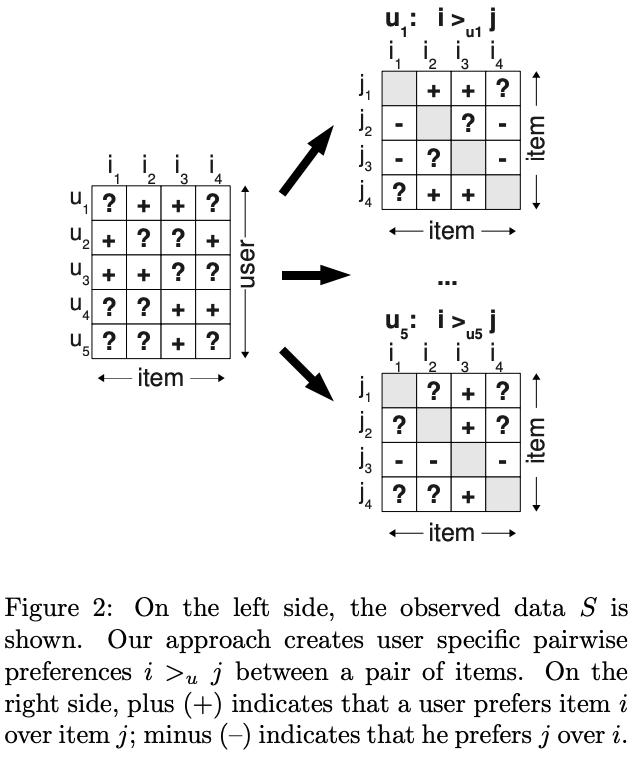 u1: i >u1 j
i1 i2 i3 i4
j1 + + ?
j2 - ? -
j3 - ? -
j4 ? + +
item
item
i1 i2 i3 i4
u1 ? + + ?
u2 + ? ? +
u3 + + ? ?
u4 ? ? + +
u5 ? ? + ?
user
item
...
u5: i >u5 j
i1 i2 i3 i4
j1 ? + ?
j2 ? + ?
j3 - - -
j4 ? ? +
item
item
Figure 2: On the left side, the observed data S is
shown. Our approach creates user specific pairwise
preferences i >u j between a pair of items. On the
right side, plus (+) indicates that a user prefers item i
over item j; minus (–) indicates that he prefers j over i.